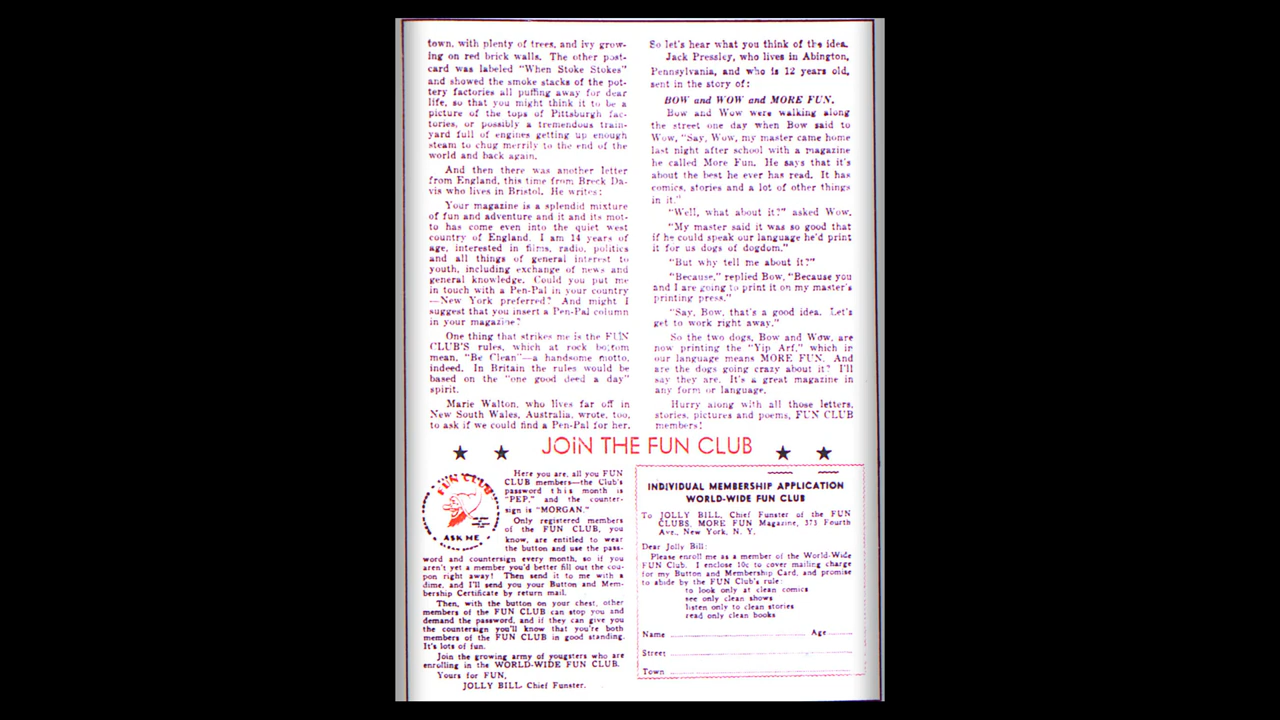 town, with plenty of trees, and ivy grow-
ing on red brick walls. The other post-
card was labeled "When Stoke Stokes"
and showed the smoke stacks of the pot-
tery factories all puffing away for dear
life, so that you might think it to be a
picture of the tops of Pittsburgh fac-
tories, or possibly a tremendous train-
yard full of engines getting up enough
steam to chug merrily to the end of the
world and back again.
And then there was another letter
from England, this time from Breck Da-
vis who lives in Bristol. He writes:
Your magazine is a splendid mixture
of fun and adventure and it and its mot-
to has come even into the quiet west
country of England. I am 14 years of
age, interested in films, radio, politics
and all things of general interest to
youth, including exchange of news and
general knowledge. Could you put me
in touch with a Pen-Pal in your country
—New York preferred? And might I
suggest that you insert a Pen-Pal column
in your magazine?
One thing that strikes me is the FUN
CLUB'S rules, which at rock bottom
mean, "Be Clean"—a handsome motto,
indeed. In Britain the rules would be
based on the "one good deed a day"
spirit.
Marie Walton, who lives far off in
New South Wales, Australia, wrote, too,
to ask if we could find a Pen-Pal for her.
So let's hear what you think of the idea.
Jack Pressley, who lives in Abington,
Pennsylvania, and who is 12 years old,
sent in the story of:
BOW and WOW and MORE FUN.
Bow and Wow were walking along
the street one day when Bow said to
Wow, "Say, Wow, my master came home
last night after school with a magazine
he called More Fun. He says that it's
about the best he ever has read. It has
comics, stories and a lot of other things
in it."
"Well, what about it?" asked Wow.
"My master said it was so good that
if he could speak our language he'd print
it for us dogs of dogdom."
"But why tell me about it?"
"Because," replied Bow, "Because you
and I are going to print it on my master's
printing press."
"Say, Bow, that's a good idea. Let's
get to work right away."
So the two dogs, Bow and Wow, are
now printing the "Yip Arf," which in
our language means MORE FUN. And
are the dogs going crazy about it? I'll
say they are. It's a great magazine in
any form or language.
Hurry along with all those letters,
stories, pictures and poems, FUN CLUB
members!
JOiN THE FUN CLUB
FUN CLUB
ASK ME
Here you are, all you FUN
CLUB members—the Club's
password this month is
"PEP," and the counter-
sign is "MORGAN."
Only registered members
of the FUN CLUB, you
know, are entitled to wear
the button and use the pass-
word and countersign every month, so if you
aren't yet a member you'd better fill out the cou-
pon right away! Then send it to me with a
dime, and I'll send you your Button and Mem-
bership Certificate by return mail.
Then, with the button on your chest, other
members of the FUN CLUB can stop you and
demand the password, and if they can give you
the countersign you'll know that you're both
members of the FUN CLUB in good standing.
It's lots of fun.
Join the growing army of yougsters who are
enrolling in the WORLD-WIDE FUN CLUB.
Yours for FUN,
JOLLY BILL, Chief Funster.
INDIVIDUAL MEMBERSHIP APPLICATION
WORLD-WIDE FUN CLUB
To JOLLY BILL, Chief Funster of the FUN
CLUBS, MORE FUN Magazine, 373 Fourth
Ave., New York, N. Y.
Dear Jolly Bill:
Please enroll me as a member of the World-Wide
FUN Club. I enclose 10c to cover mailing charge
for my Button and Membership Card, and promise
to abide by the FUN Club's rule:
to look only at clean comics
see only clean shows
listen only to clean stories
read only clean books
Name Age
Street
Town